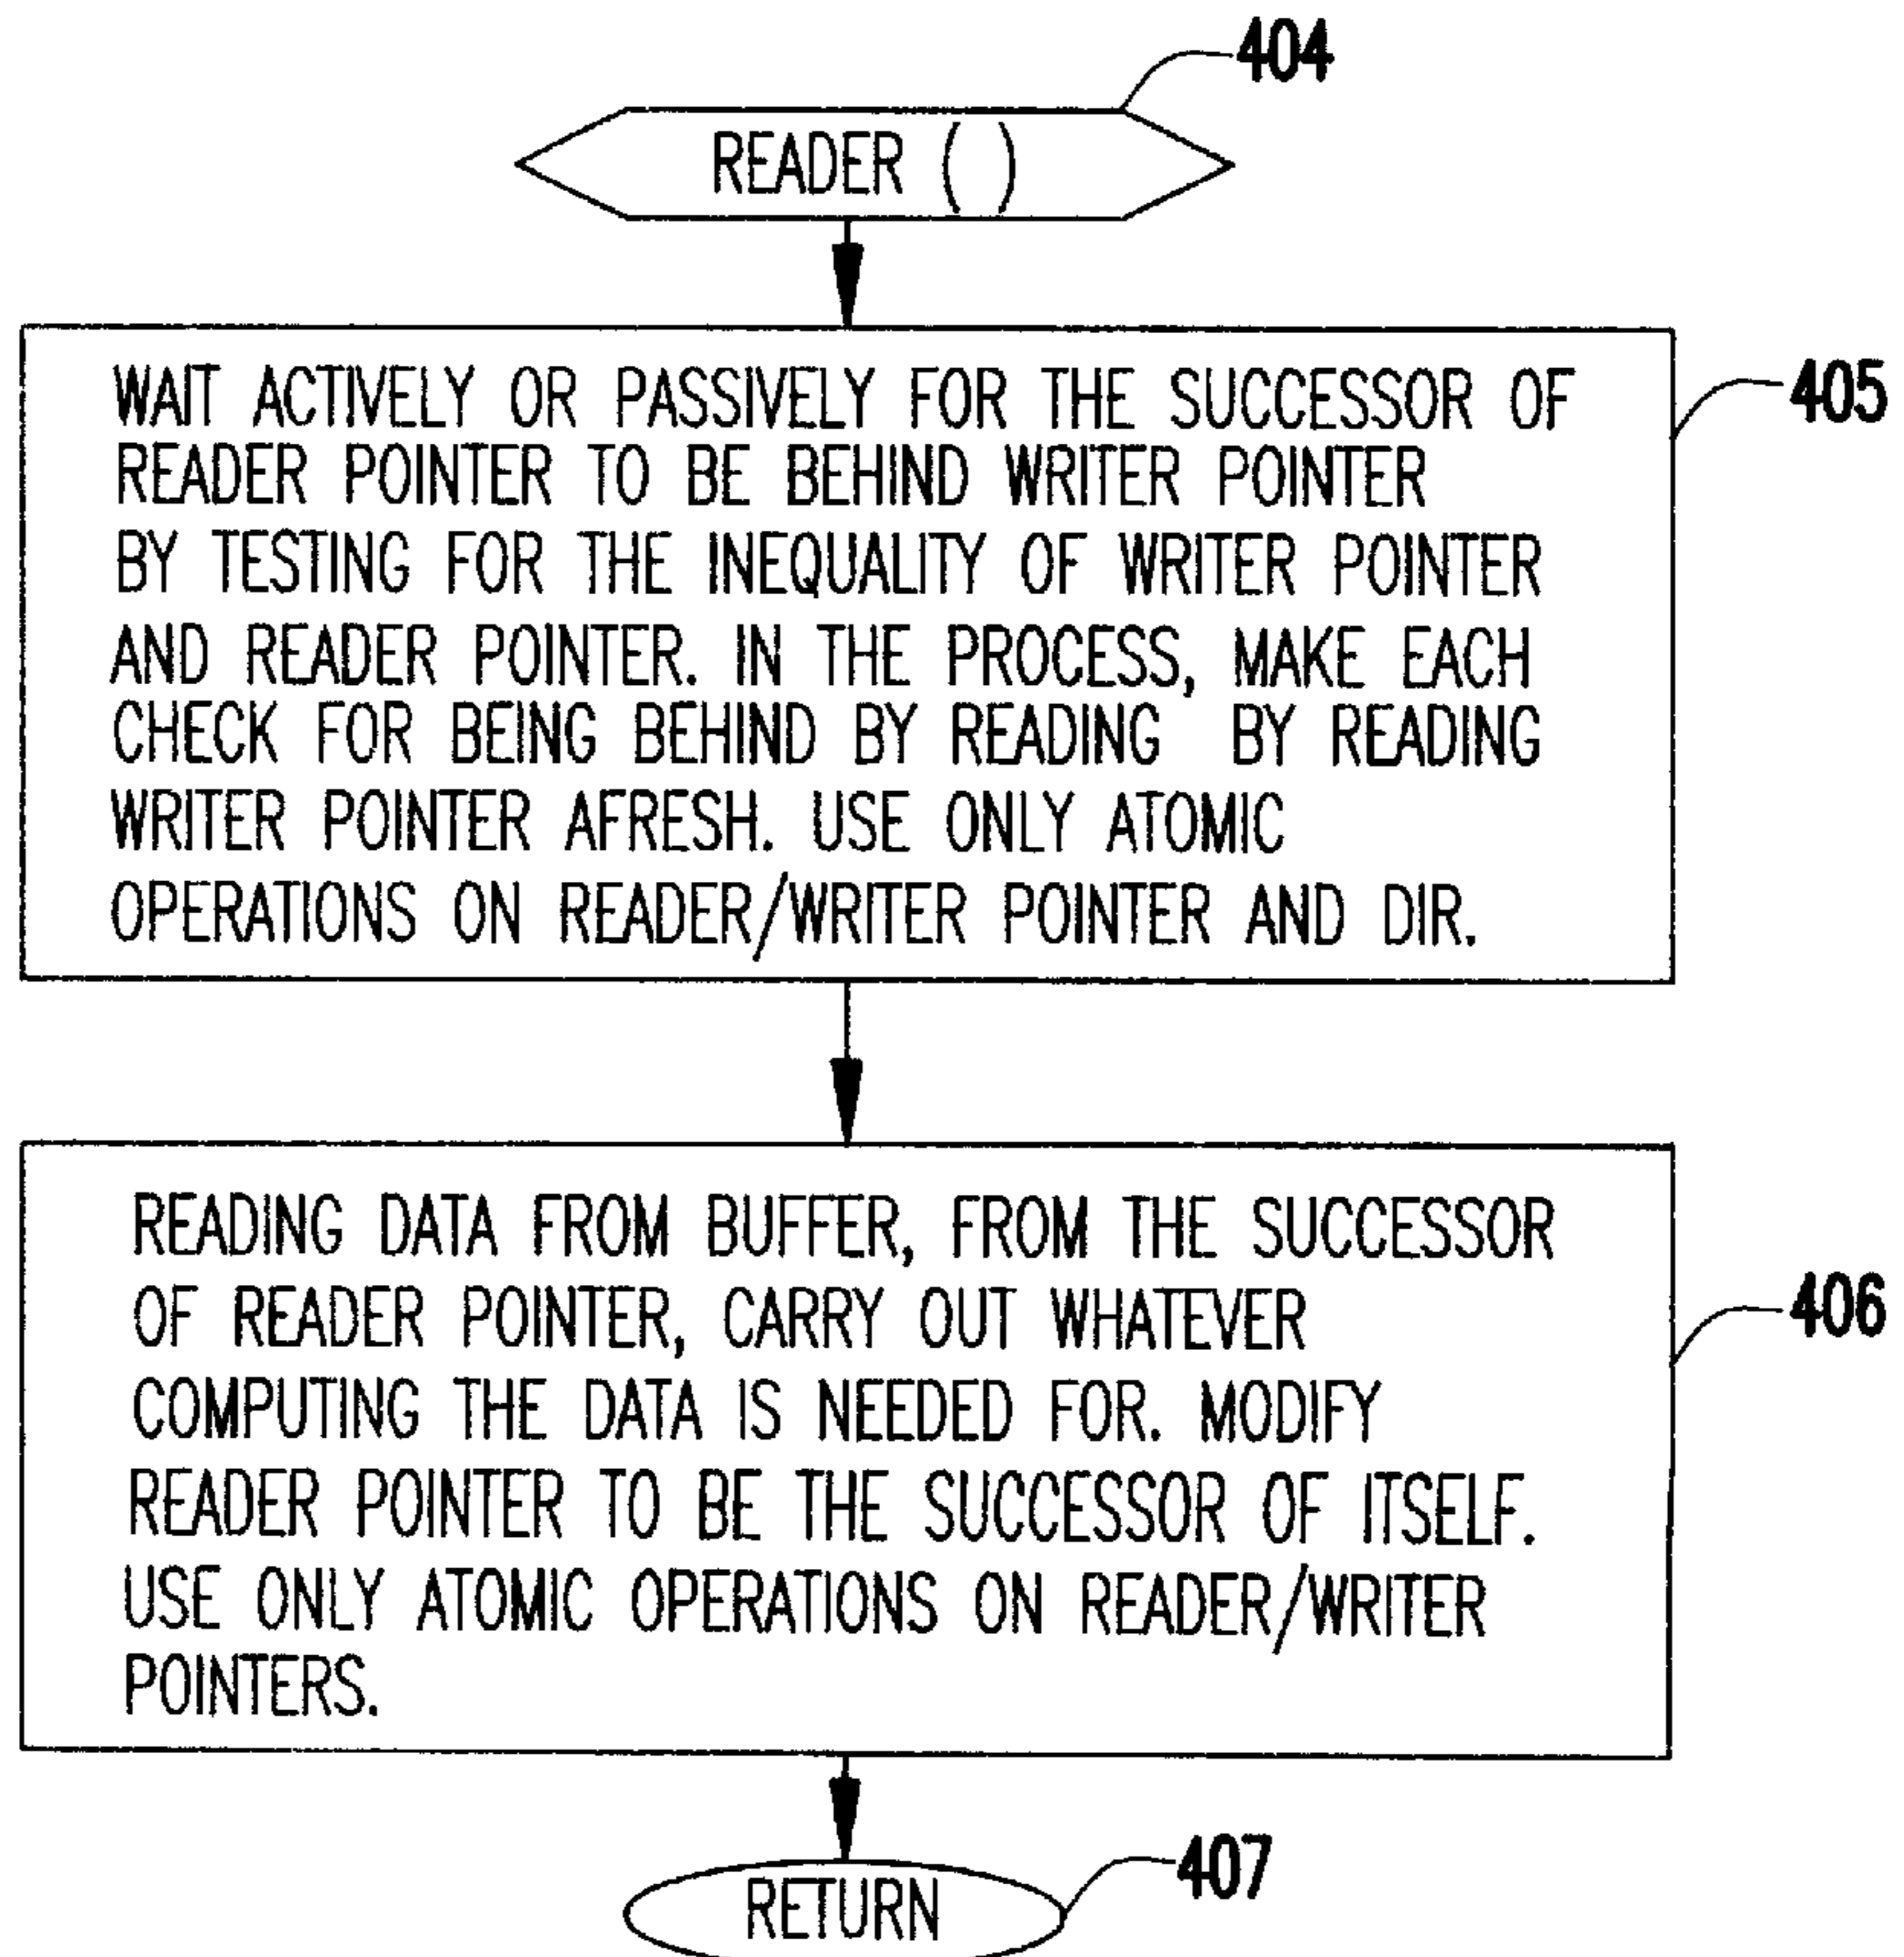 404
READER ( )
WAIT ACTIVELY OR PASSIVELY FOR THE SUCCESSOR OF
405
READER POINTER TO BE BEHIND WRITER POINTER
BY TESTING FOR THE INEQUALITY OF WRITER POINTER
AND READER POINTER. IN THE PROCESS, MAKE EACH
CHECK FOR BEING BEHIND BY READING BY READING
WRITER POINTER AFRESH. USE ONLY ATOMIC
OPERATIONS ON READER/WRITER POINTER AND DIR.
READING DATA FROM BUFFER, FROM THE SUCCESSOR
OF READER POINTER, CARRY OUT WHATEVER
406
COMPUTING THE DATA IS NEEDED FOR. MODIFY
READER POINTER TO BE THE SUCCESSOR OF ITSELF.
USE ONLY ATOMIC OPERATIONS ON READER/WRITER
POINTERS.
407
RETURN